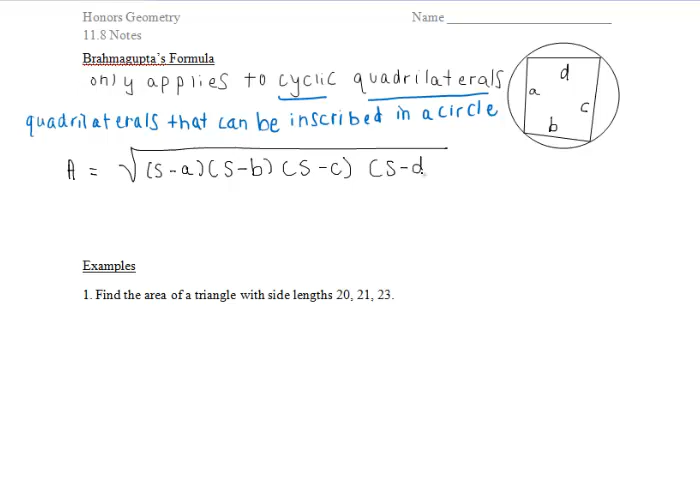 Honors Geometry Name
11.8 Notes
Brahmagupta's Formula
only applies to cyclic quadrilaterals
quadrilaterals that can be inscribed in a circle
a d c b
A = √(S-a)(S-b)(S-c)(S-d
Examples
1. Find the area of a triangle with side lengths 20, 21, 23.